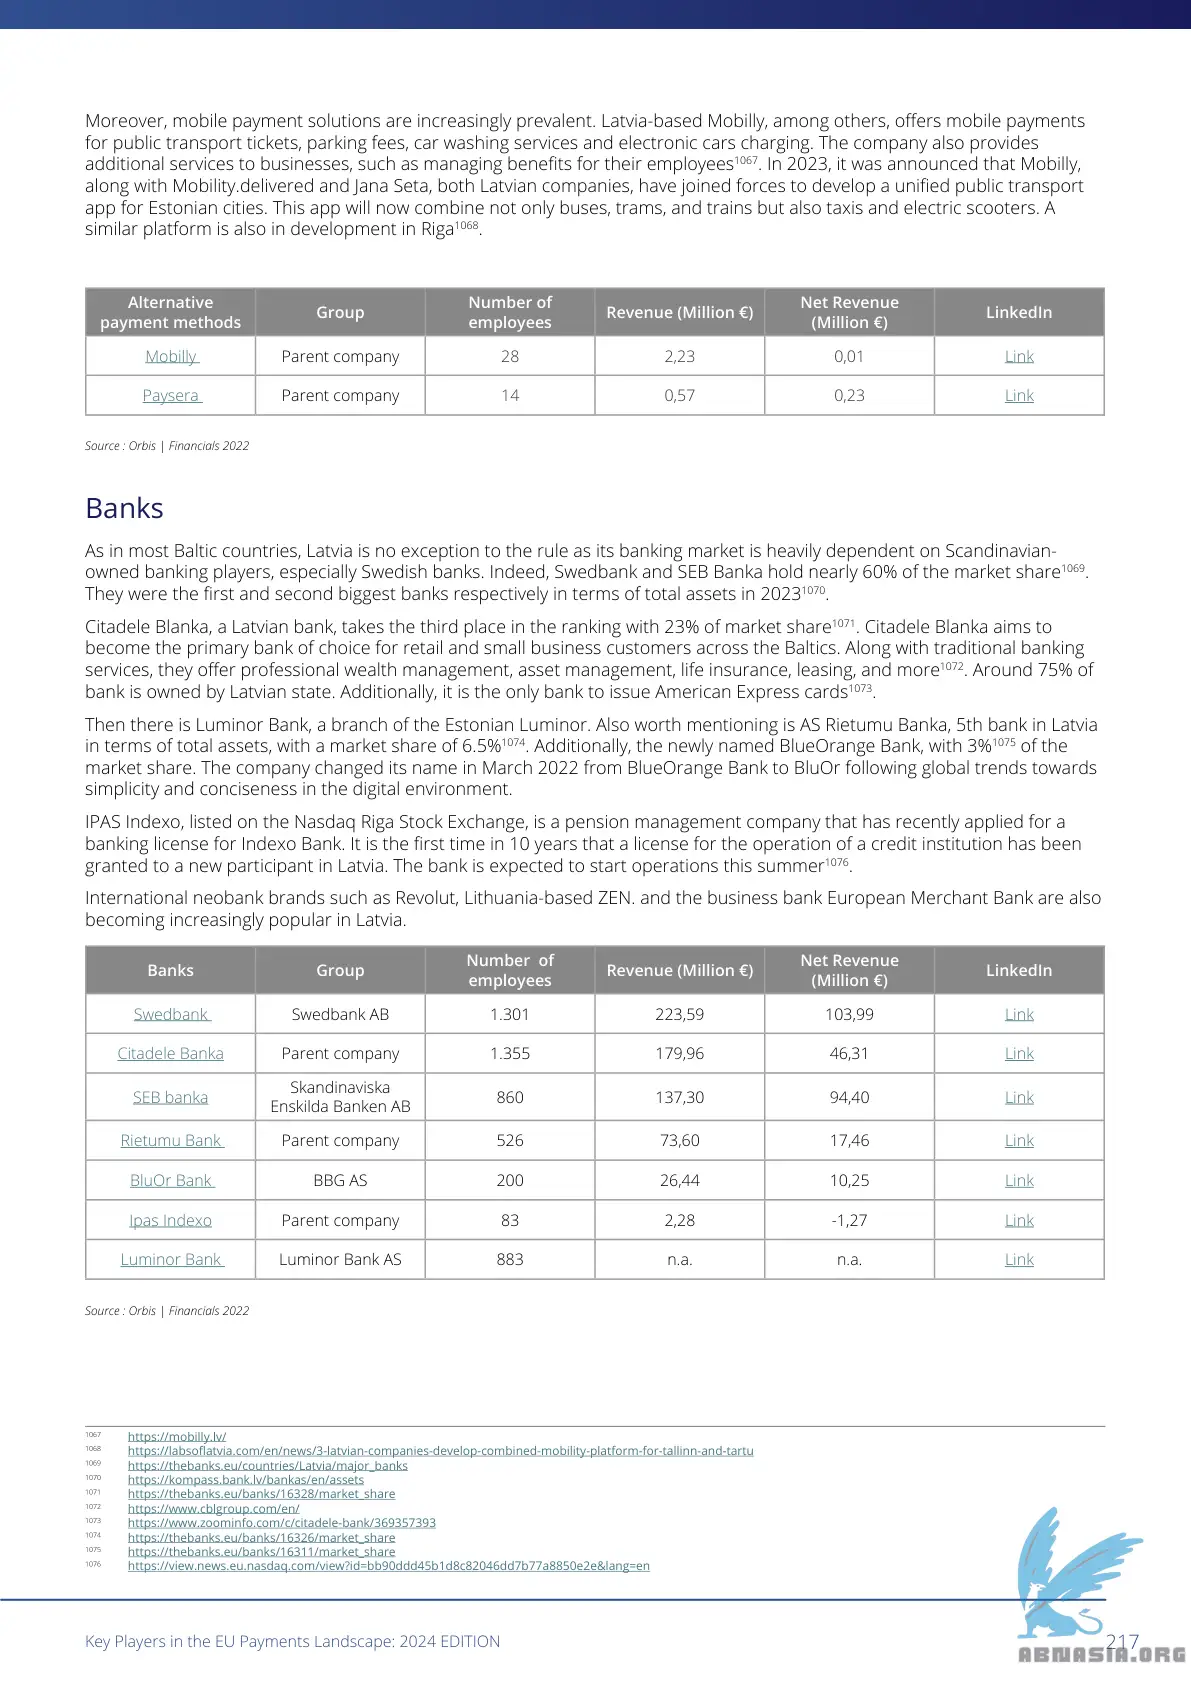 Moreover, mobile payment solutions are increasingly prevalent. Latvia-based Mobilly, among others, offers mobile payments
for public transport tickets, parking fees, car washing services and electronic cars charging. The company also provides
additional services to businesses, such as managing benefits for their employees1067. In 2023, it was announced that Mobilly,
along with Mobility.delivered and Jana Seta, both Latvian companies, have joined forces to develop a unified public transport
app for Estonian cities. This app will now combine not only buses, trams, and trains but also taxis and electric scooters. A
similar platform is also in development in Riga1068.
Alternative payment methods Group Number of employees Revenue (Million €) Net Revenue (Million €) LinkedIn
Mobilly Parent company 28 2,23 0,01 Link
Paysera Parent company 14 0,57 0,23 Link
Source : Orbis | Financials 2022
Banks
As in most Baltic countries, Latvia is no exception to the rule as its banking market is heavily dependent on Scandinavian-
owned banking players, especially Swedish banks. Indeed, Swedbank and SEB Banka hold nearly 60% of the market share1069.
They were the first and second biggest banks respectively in terms of total assets in 20231070.
Citadele Blanka, a Latvian bank, takes the third place in the ranking with 23% of market share1071. Citadele Blanka aims to
become the primary bank of choice for retail and small business customers across the Baltics. Along with traditional banking
services, they offer professional wealth management, asset management, life insurance, leasing, and more1072. Around 75% of
bank is owned by Latvian state. Additionally, it is the only bank to issue American Express cards1073.
Then there is Luminor Bank, a branch of the Estonian Luminor. Also worth mentioning is AS Rietumu Banka, 5th bank in Latvia
in terms of total assets, with a market share of 6.5%1074. Additionally, the newly named BlueOrange Bank, with 3%1075 of the
market share. The company changed its name in March 2022 from BlueOrange Bank to BluOr following global trends towards
simplicity and conciseness in the digital environment.
IPAS Indexo, listed on the Nasdaq Riga Stock Exchange, is a pension management company that has recently applied for a
banking license for Indexo Bank. It is the first time in 10 years that a license for the operation of a credit institution has been
granted to a new participant in Latvia. The bank is expected to start operations this summer1076.
International neobank brands such as Revolut, Lithuania-based ZEN. and the business bank European Merchant Bank are also
becoming increasingly popular in Latvia.
Banks Group Number of employees Revenue (Million €) Net Revenue (Million €) LinkedIn
Swedbank Swedbank AB 1.301 223,59 103,99 Link
Citadele Banka Parent company 1.355 179,96 46,31 Link
SEB banka Skandinaviska Enskilda Banken AB 860 137,30 94,40 Link
Rietumu Bank Parent company 526 73,60 17,46 Link
BluOr Bank BBG AS 200 26,44 10,25 Link
Ipas Indexo Parent company 83 2,28 -1,27 Link
Luminor Bank Luminor Bank AS 883 n.a. n.a. Link
Source : Orbis | Financials 2022
1067 https://mobilly.lv/
1068 https://labsoflatvia.com/en/news/3-latvian-companies-develop-combined-mobility-platform-for-tallinn-and-tartu
1069 https://thebanks.eu/countries/Latvia/major_banks
1070 https://kompass.bank.lv/bankas/en/assets
1071 https://thebanks.eu/banks/16328/market_share
1072 https://www.cblgroup.com/en/
1073 https://www.zoominfo.com/c/citadele-bank/369357393
1074 https://thebanks.eu/banks/16326/market_share
1075 https://thebanks.eu/banks/16311/market_share
1076 https://view.news.eu.nasdaq.com/view?id=bb90ddd45b1d8c82046dd7b77a8850e2e&lang=en
Key Players in the EU Payments Landscape: 2024 EDITION
217
ABNASIA.ORG